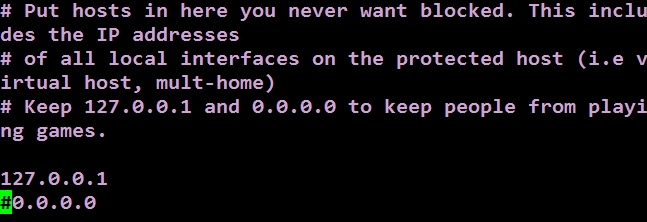 # Put hosts in here you never want blocked. This inclu
des the IP addresses
# of all local interfaces on the protected host (i.e v
irtual host, mult-home)
# Keep 127.0.0.1 and 0.0.0.0 to keep people from playi
ng games.

127.0.0.1
#0.0.0.0